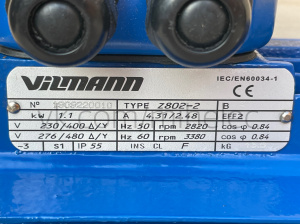 VILMANN
IEC/EN60034-1
CE
N° 1909220010 TYPE Z802-2 B
kW 1.1 A 4.31/2.48 EFF2
V 230/400 Δ/Y Hz 50 rpm 2820 cos φ 0.84
V 276/480 Δ/Y Hz 60 rpm 3380 cos φ 0.84
~3 S1 IP 55 INS CL F kG